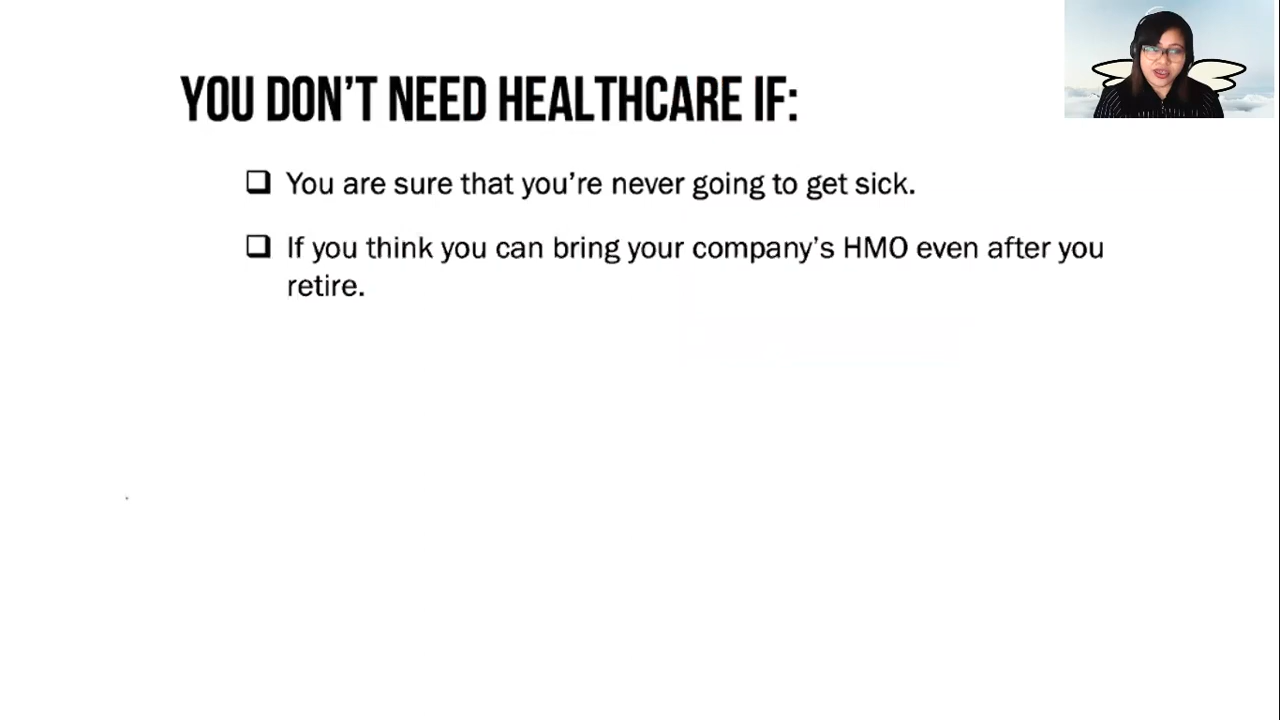 YOU DON'T NEED HEALTHCARE IF:
❑ You are sure that you're never going to get sick.
❑ If you think you can bring your company's HMO even after you
retire.